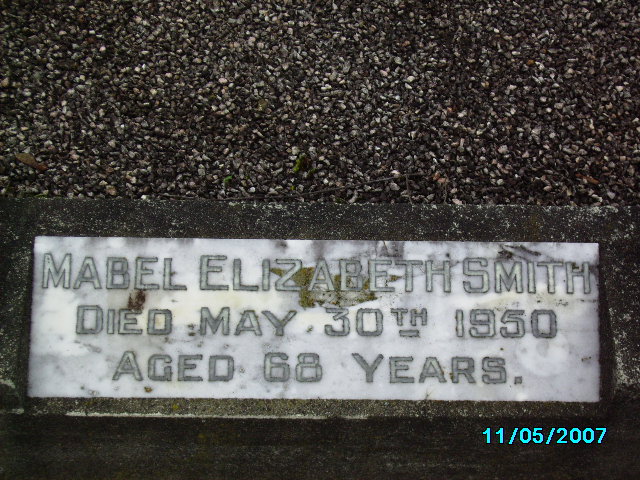 MABEL ELIZABETH SMITH
DIED MAY 30TH 1950
AGED 68 YEARS.
11/05/2007